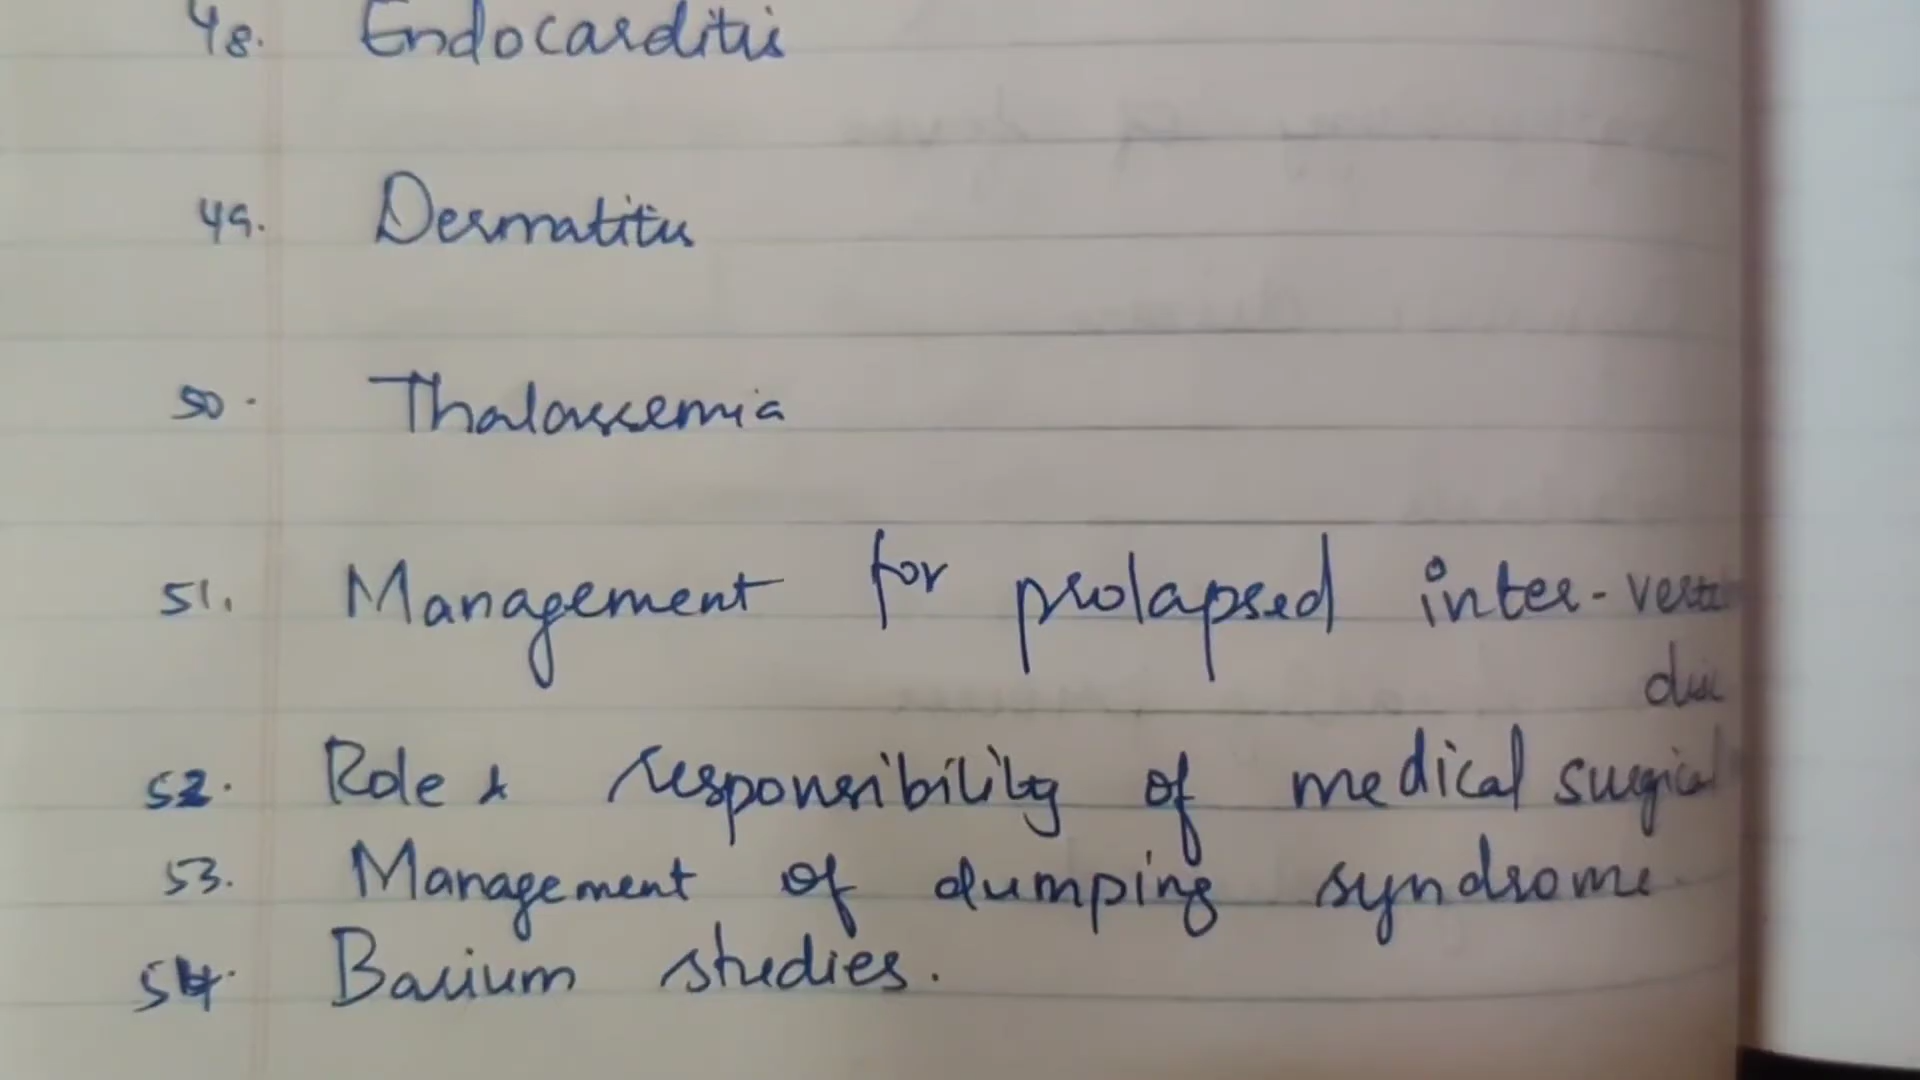 48. Endocarditis
49. Dermatitis
50. Thalassemia
51. Management for prolapsed inter-
disc
52. Role & responsibility of medical surgical
53. Management of dumping syndrome
54. Barium studies.